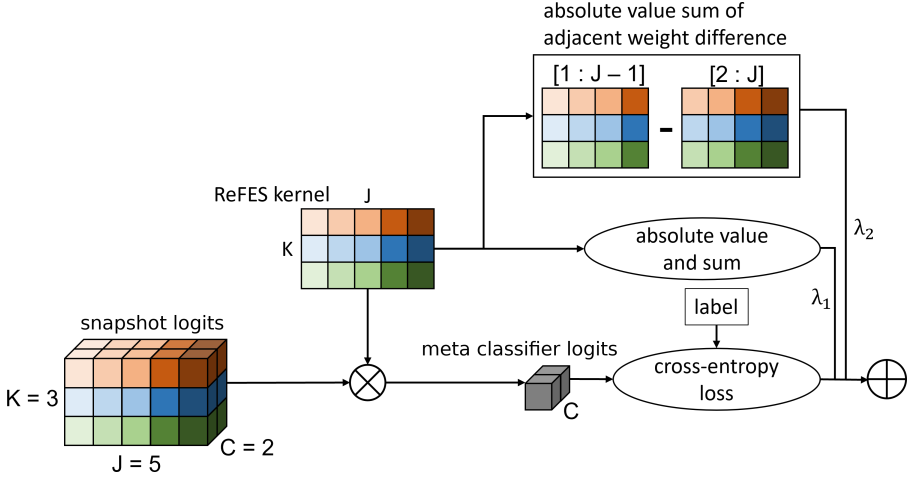 absolute value sum of
adjacent weight difference
[1 : J – 1]
[2 : J]
-
ReFES kernel
J
K
absolute value
and sum
λ2
λ1
label
snapshot logits
meta classifier logits
cross-entropy
loss
K = 3
C
C = 2
J = 5